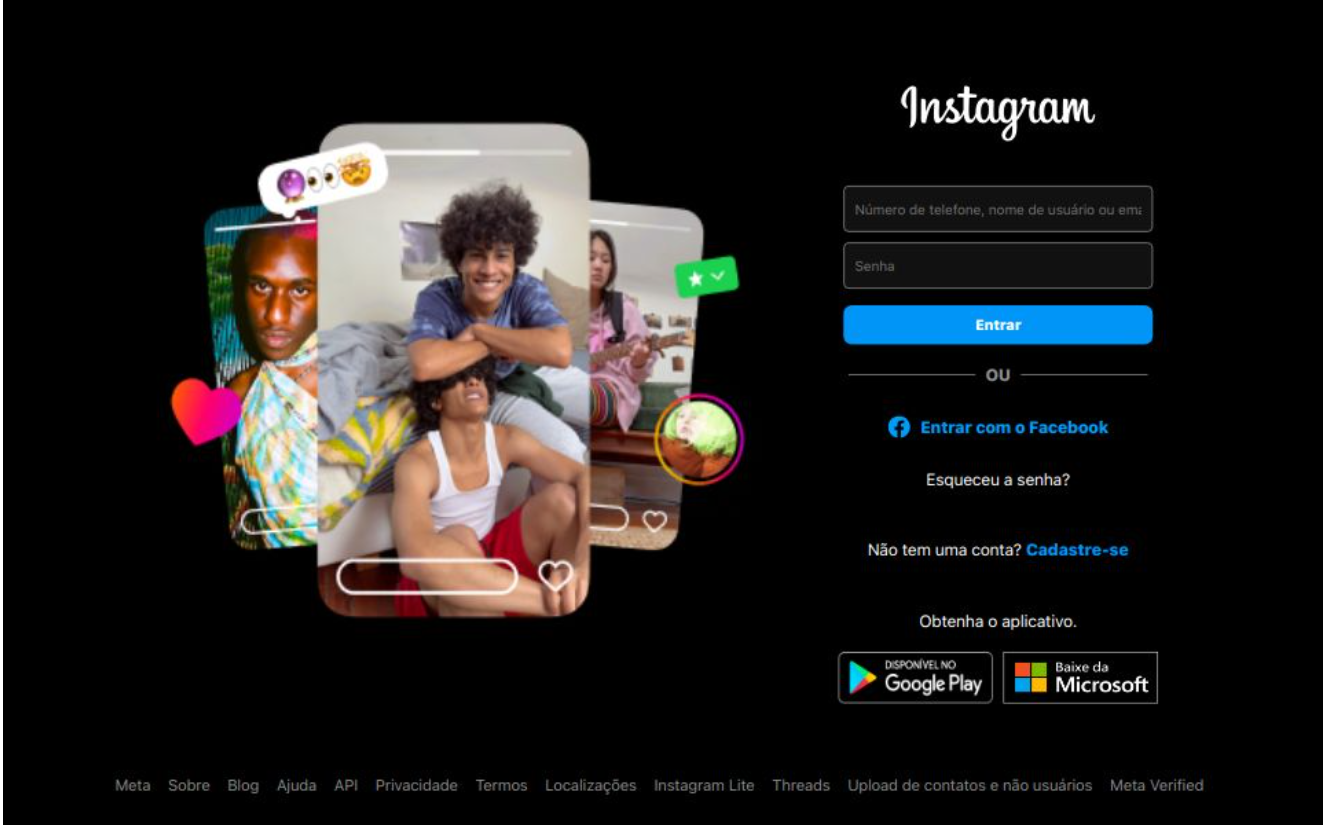 Instagram
Número de telefone, nome de usuário ou ema
Senha
Entrar
OU
Entrar com o Facebook
Esqueceu a senha?
Não tem uma conta? Cadastre-se
Obtenha o aplicativo.
DISPONÍVEL NO
Google Play
Baixe da
Microsoft
Meta Sobre Blog Ajuda API Privacidade Termos Localizações Instagram Lite Threads Upload de contatos e não usuários Meta Verified